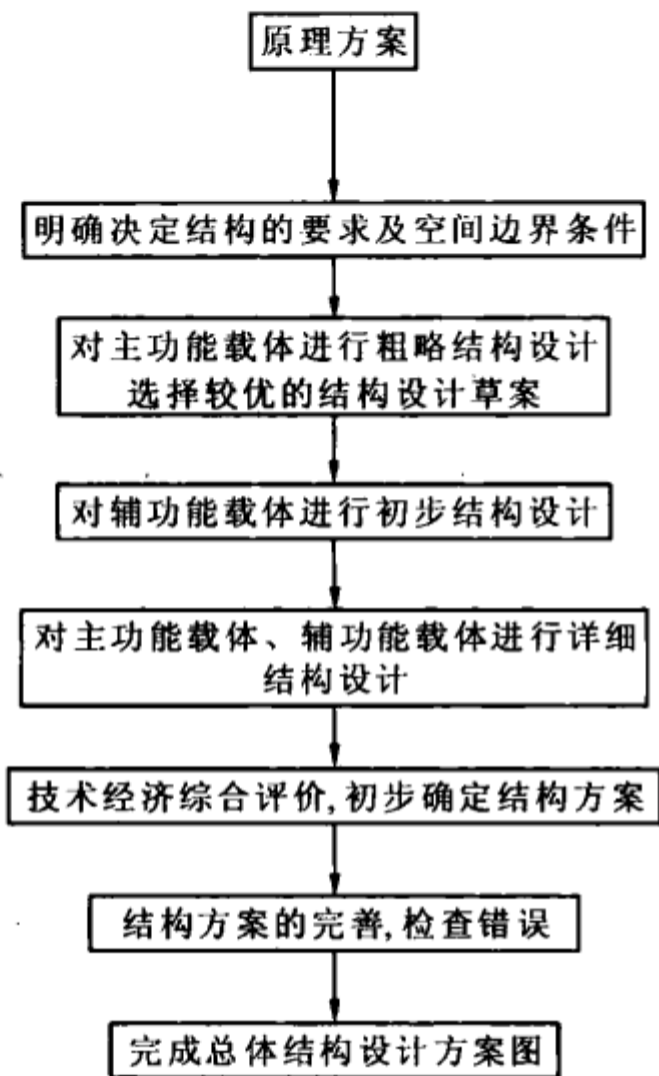 原理方案
明确决定结构的要求及空间边界条件
对主功能载体进行粗略结构设计
选择较优的结构设计草案
对辅功能载体进行初步结构设计
对主功能载体、辅功能载体进行详细
结构设计
技术经济综合评价,初步确定结构方案
结构方案的完善,检查错误
完成总体结构设计方案图